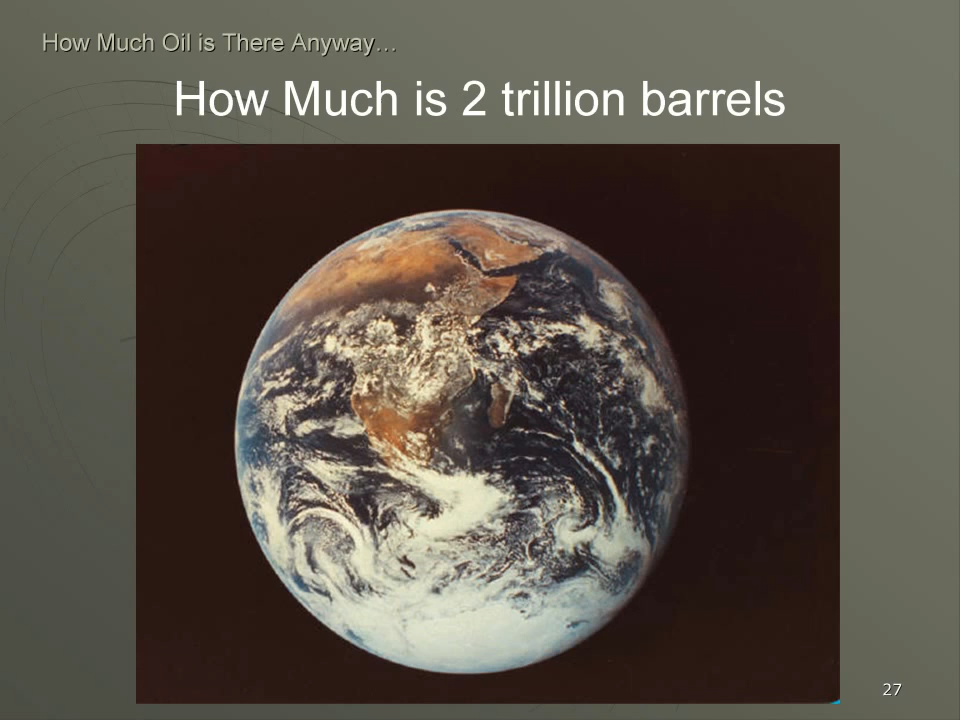 How Much Oil is There Anyway…
How Much is 2 trillion barrels
27